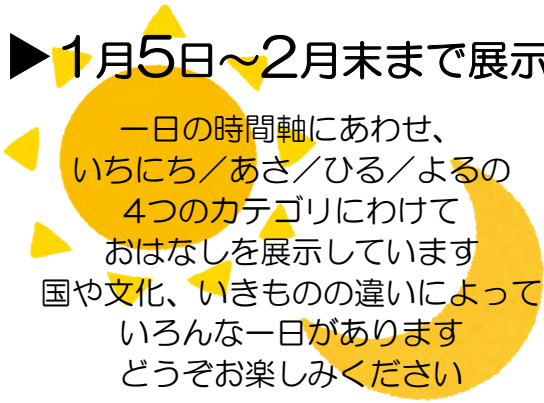 ▶1月5日～2月末まで展示
一日の時間軸にあわせ、
いちにち／あさ／ひる／よるの
4つのカテゴリにわけて
おはなしを展示しています
国や文化、いきものの違いによって
いろんな一日があります
どうぞお楽しみください